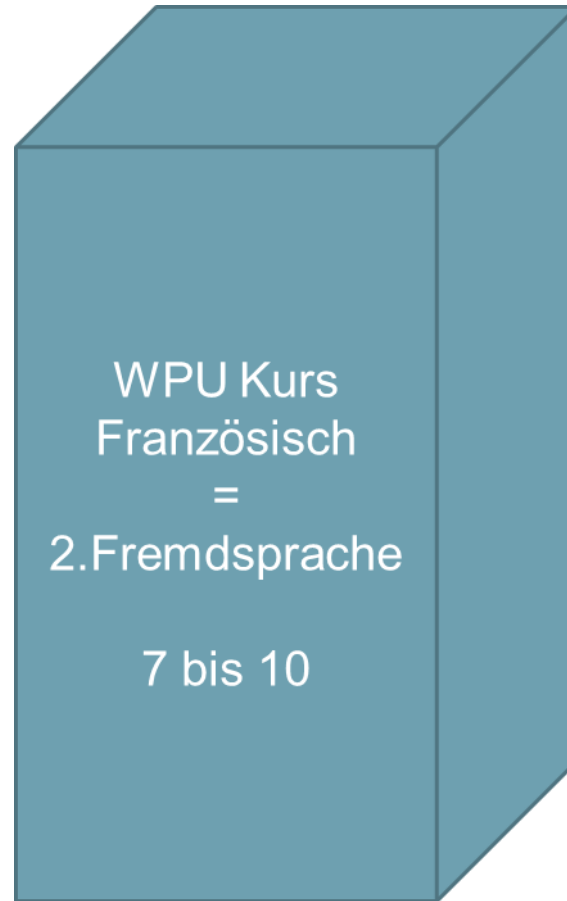 WPU Kurs
Französisch
=
2.Fremdsprache
7 bis 10